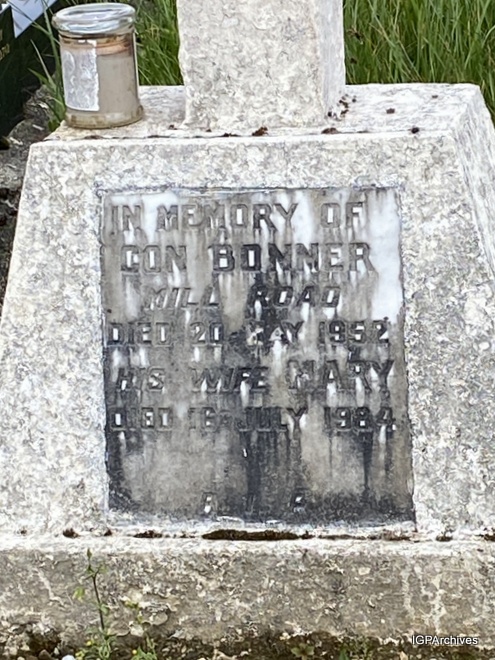 IN MEMORY OF
CON BONNER
MILL ROAD
DIED 20 MAY 1952
HIS WIFE MARY
DIED 16 JULY 1984
R. I. P.
IGPArchives